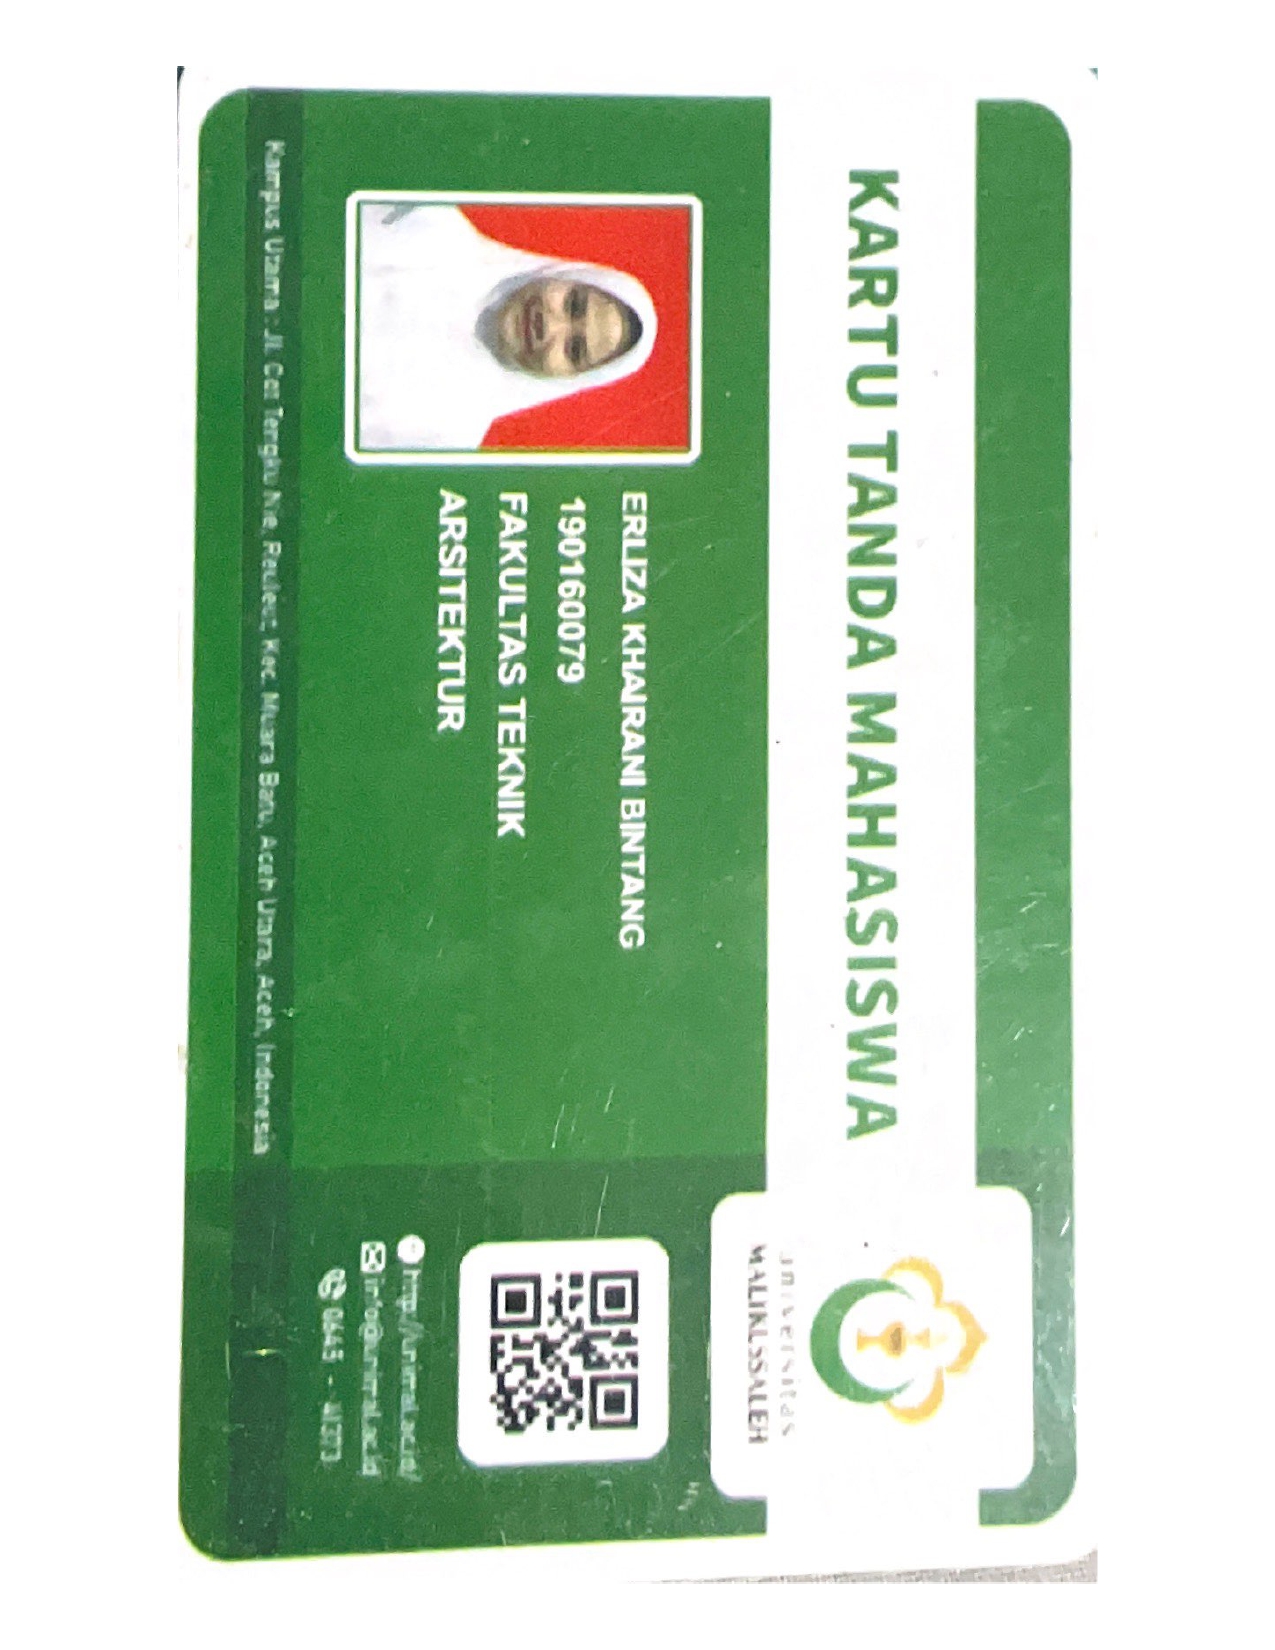 KARTU TANDA MAHASISWA
universitas
MALIKUSSALEH
ERLIZA KHAIRANI BINTANG
190160079
FAKULTAS TEKNIK
ARSITEKTUR
http://unimal.ac.id/
info@unimal.ac.id
0645 - 41373
Kampus Utama : Jl. Cot Tengku Nie, Reuleut, Kec. Muara Batu, Aceh Utara, Aceh, Indonesia